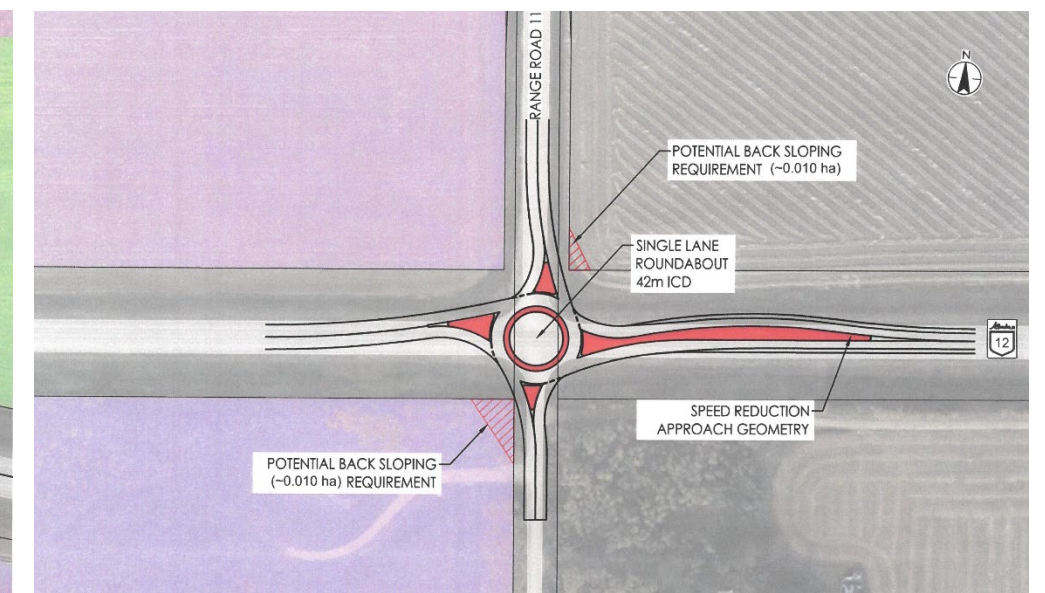 RANGE ROAD 11
N
POTENTIAL BACK SLOPING
REQUIREMENT (~0.010 ha)
SINGLE LANE
ROUNDABOUT
42m ICD
Alberta
12
SPEED REDUCTION
APPROACH GEOMETRY
POTENTIAL BACK SLOPING
(~0.010 ha) REQUIREMENT